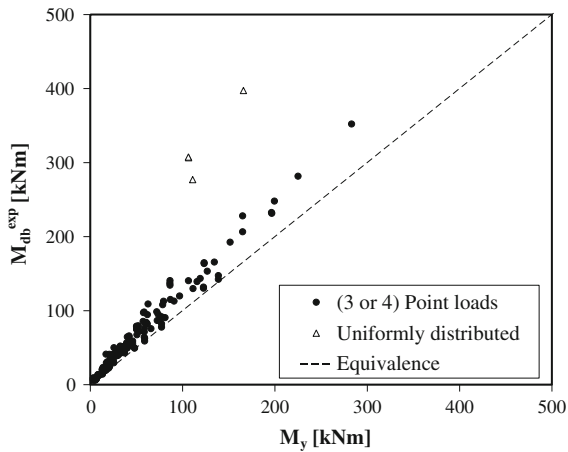 500
400
300
200
100
0
M_db^exp [kNm]
0 100 200 300 400 500
M_y [kNm]
(3 or 4) Point loads
Uniformly distributed
Equivalence